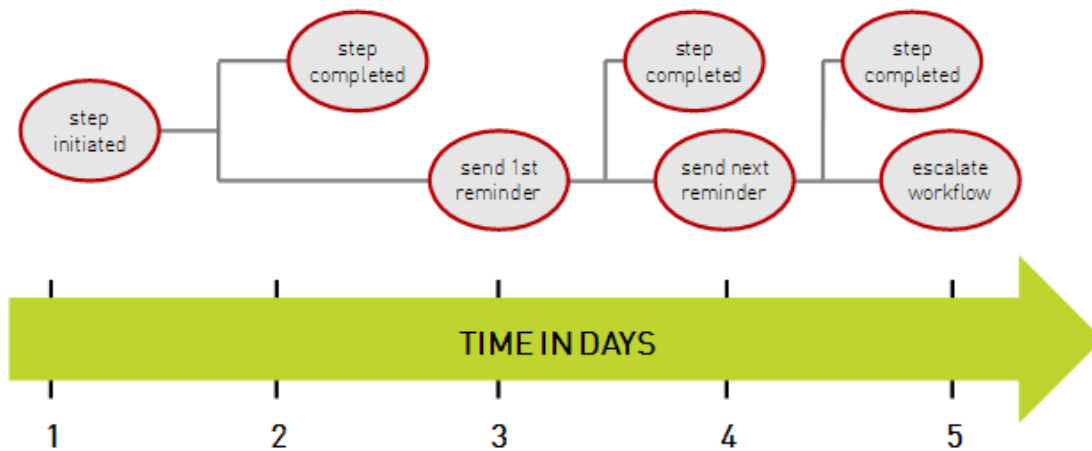 step
completed
step
completed
step
completed
step
initiated
send 1st
reminder
send next
reminder
escalate
workflow
TIME IN DAYS
1
2
3
4
5